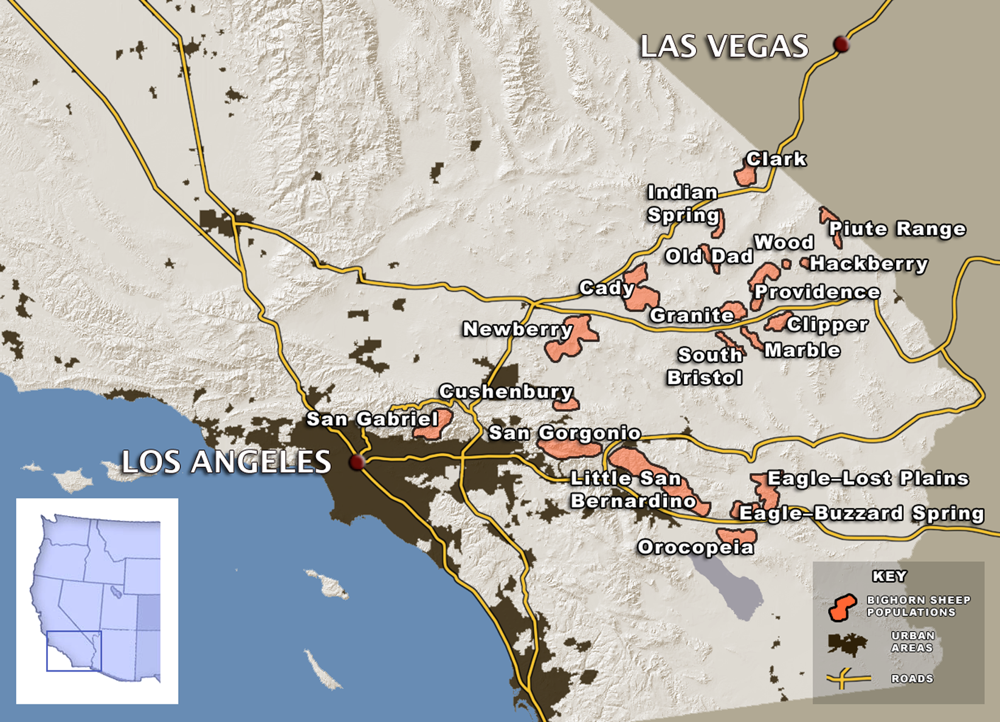 LAS VEGAS
Clark
Indian
Spring
Piute Range
Wood
Old Dad
Hackberry
Cady
Providence
Granite
Clipper
Newberry
Marble
South
Bristol
Cushenbury
San Gabriel
San Gorgonio
LOS ANGELES
Little San
Bernardino
Eagle–Lost Plains
Eagle–Buzzard Spring
Orocopeia
KEY
BIGHORN SHEEP
POPULATIONS
URBAN
AREAS
ROADS